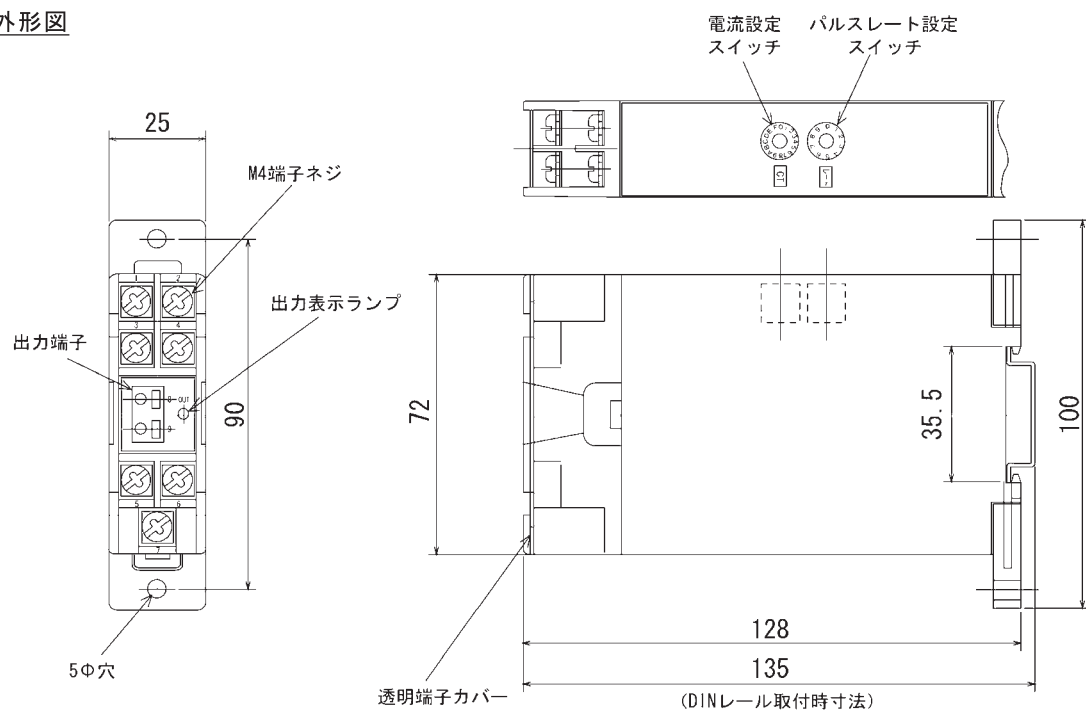 外形図
電流設定
スイッチ
パルスレート設定
スイッチ
CT
レート
25
M4端子ネジ
1 2
3 4
出力表示ランプ
出力端子
8 OUT
9
90
5 6
7
5Φ穴
72
35.5
100
128
135
(DINレール取付時寸法)
透明端子カバー